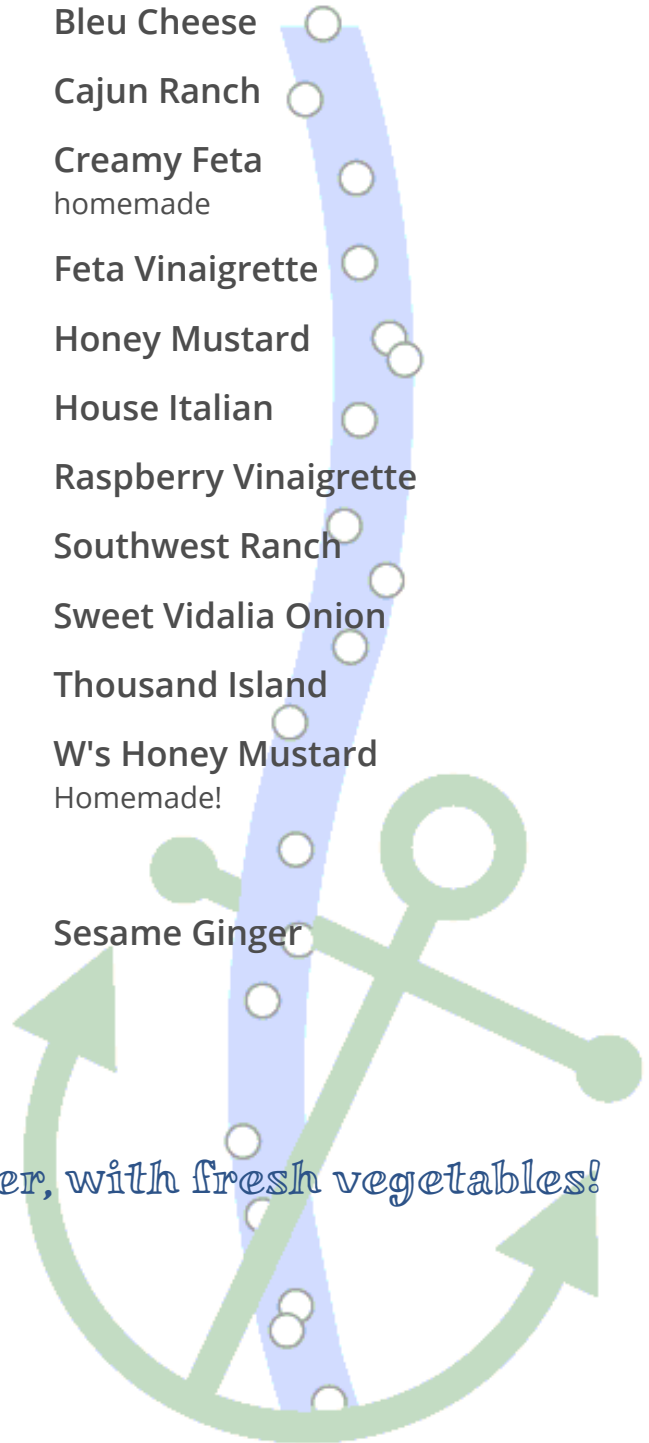 Bleu Cheese
Cajun Ranch
Creamy Feta
homemade
Feta Vinaigrette
Honey Mustard
House Italian
Raspberry Vinaigrette
Southwest Ranch
Sweet Vidalia Onion
Thousand Island
W's Honey Mustard
Homemade!
Sesame Ginger
er, with fresh vegetables!